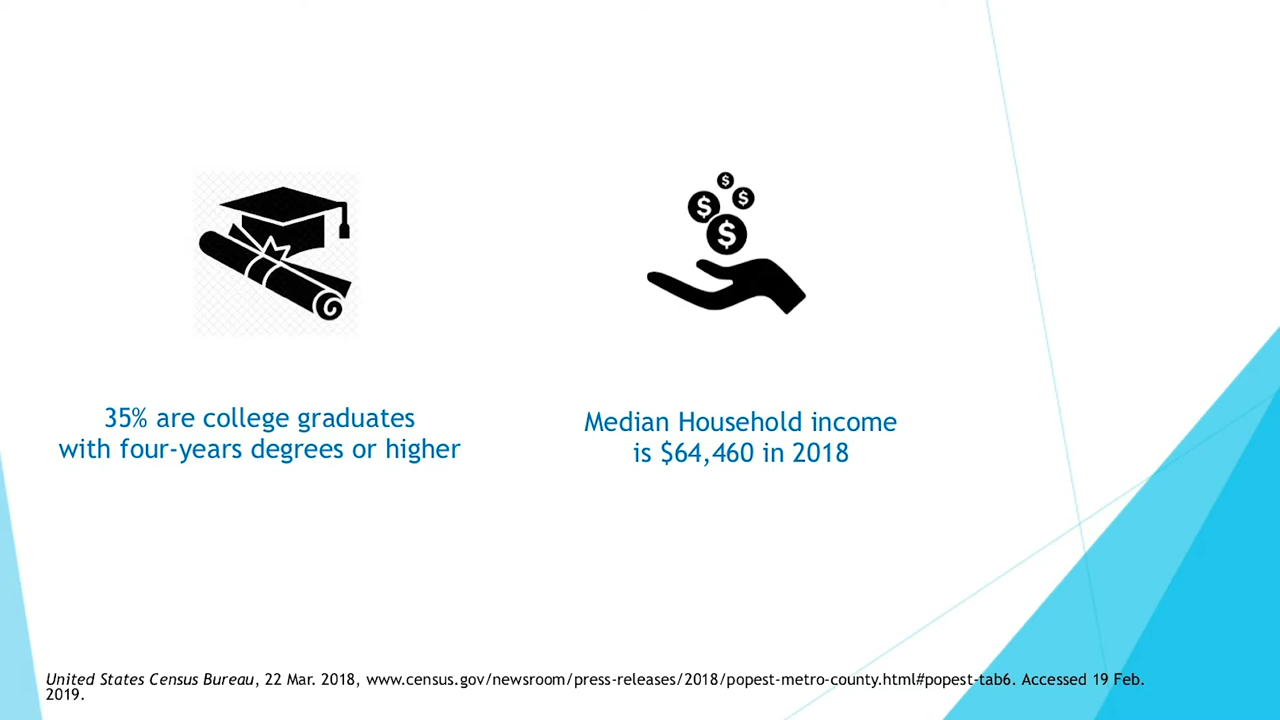 $
$
$
$
35% are college graduates
with four-years degrees or higher
Median Household income
is $64,460 in 2018
United States Census Bureau, 22 Mar. 2018, www.census.gov/newsroom/press-releases/2018/popest-metro-county.html#popest-tab6. Accessed 19 Feb.
2019.